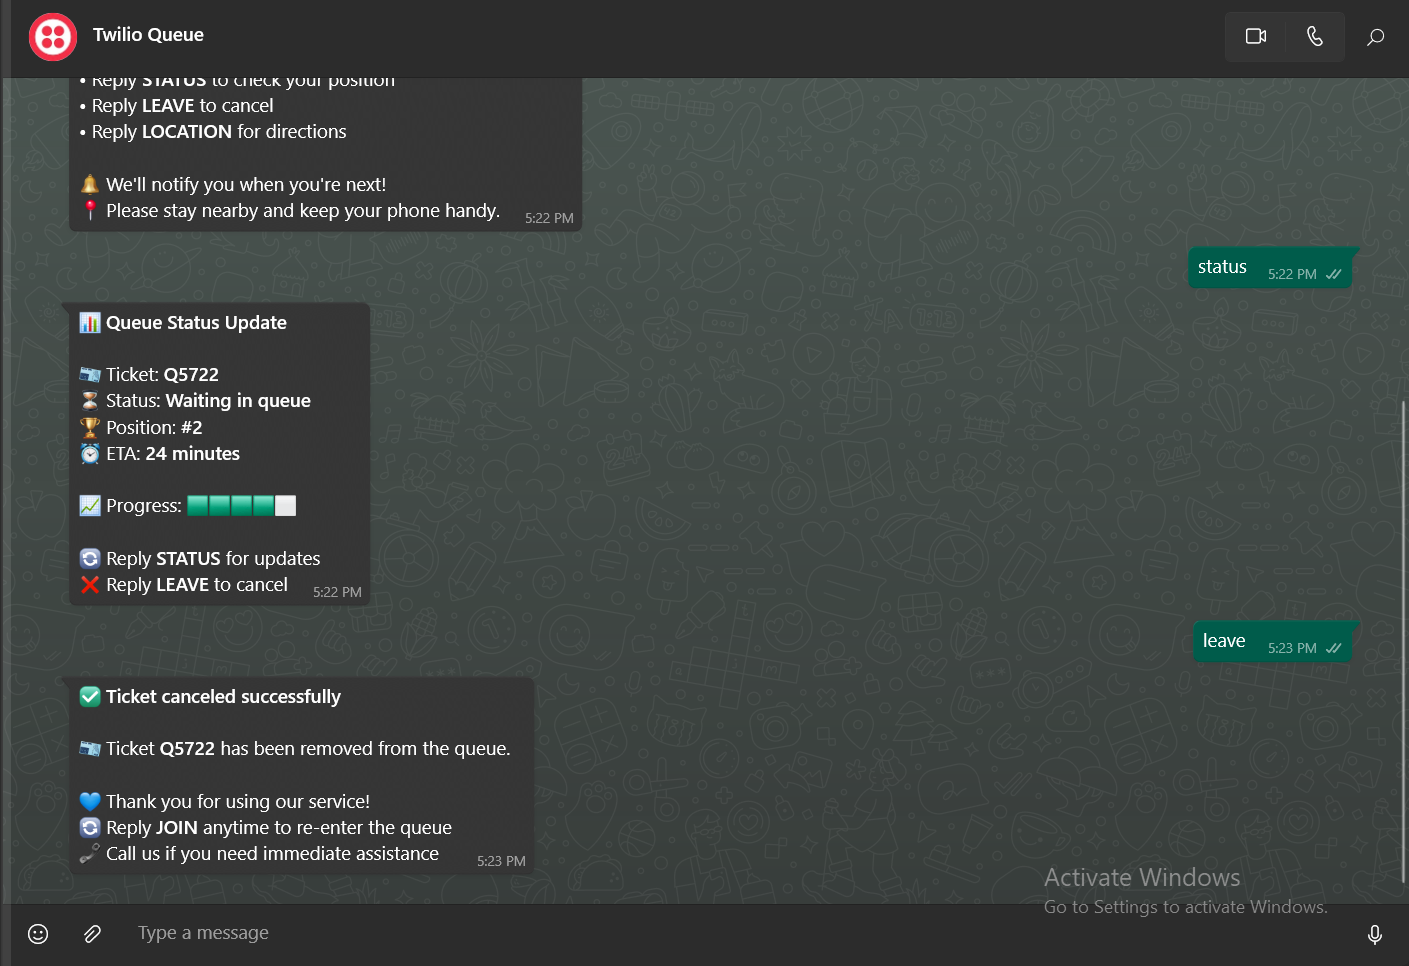 Twilio Queue
• Reply STATUS to check your position
• Reply LEAVE to cancel
• Reply LOCATION for directions
🔔 We'll notify you when you're next!
📍 Please stay nearby and keep your phone handy.
5:22 PM
status
5:22 PM
📊 Queue Status Update
🎫 Ticket: Q5722
⏳ Status: Waiting in queue
🏆 Position: #2
⏰ ETA: 24 minutes
📈 Progress: 🟩🟩🟩🟩⬜
🔄 Reply STATUS for updates
❌ Reply LEAVE to cancel
5:22 PM
leave
5:23 PM
✅ Ticket canceled successfully
🎫 Ticket Q5722 has been removed from the queue.
💙 Thank you for using our service!
🔄 Reply JOIN anytime to re-enter the queue
📞 Call us if you need immediate assistance
5:23 PM
Activate Windows
Go to Settings to activate Windows.
Type a message